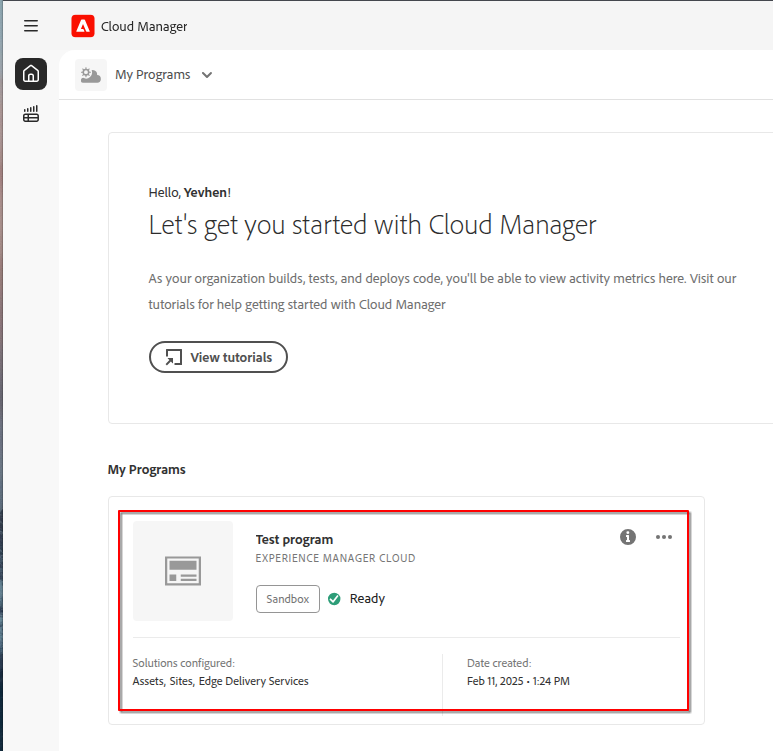 Cloud Manager
My Programs
Hello, Yevhen!
Let's get you started with Cloud Manager
As your organization builds, tests, and deploys code, you'll be able to view activity metrics here. Visit our
tutorials for help getting started with Cloud Manager
View tutorials
My Programs
Test program
EXPERIENCE MANAGER CLOUD
Sandbox Ready
Solutions configured:
Assets, Sites, Edge Delivery Services
Date created:
Feb 11, 2025 • 1:24 PM